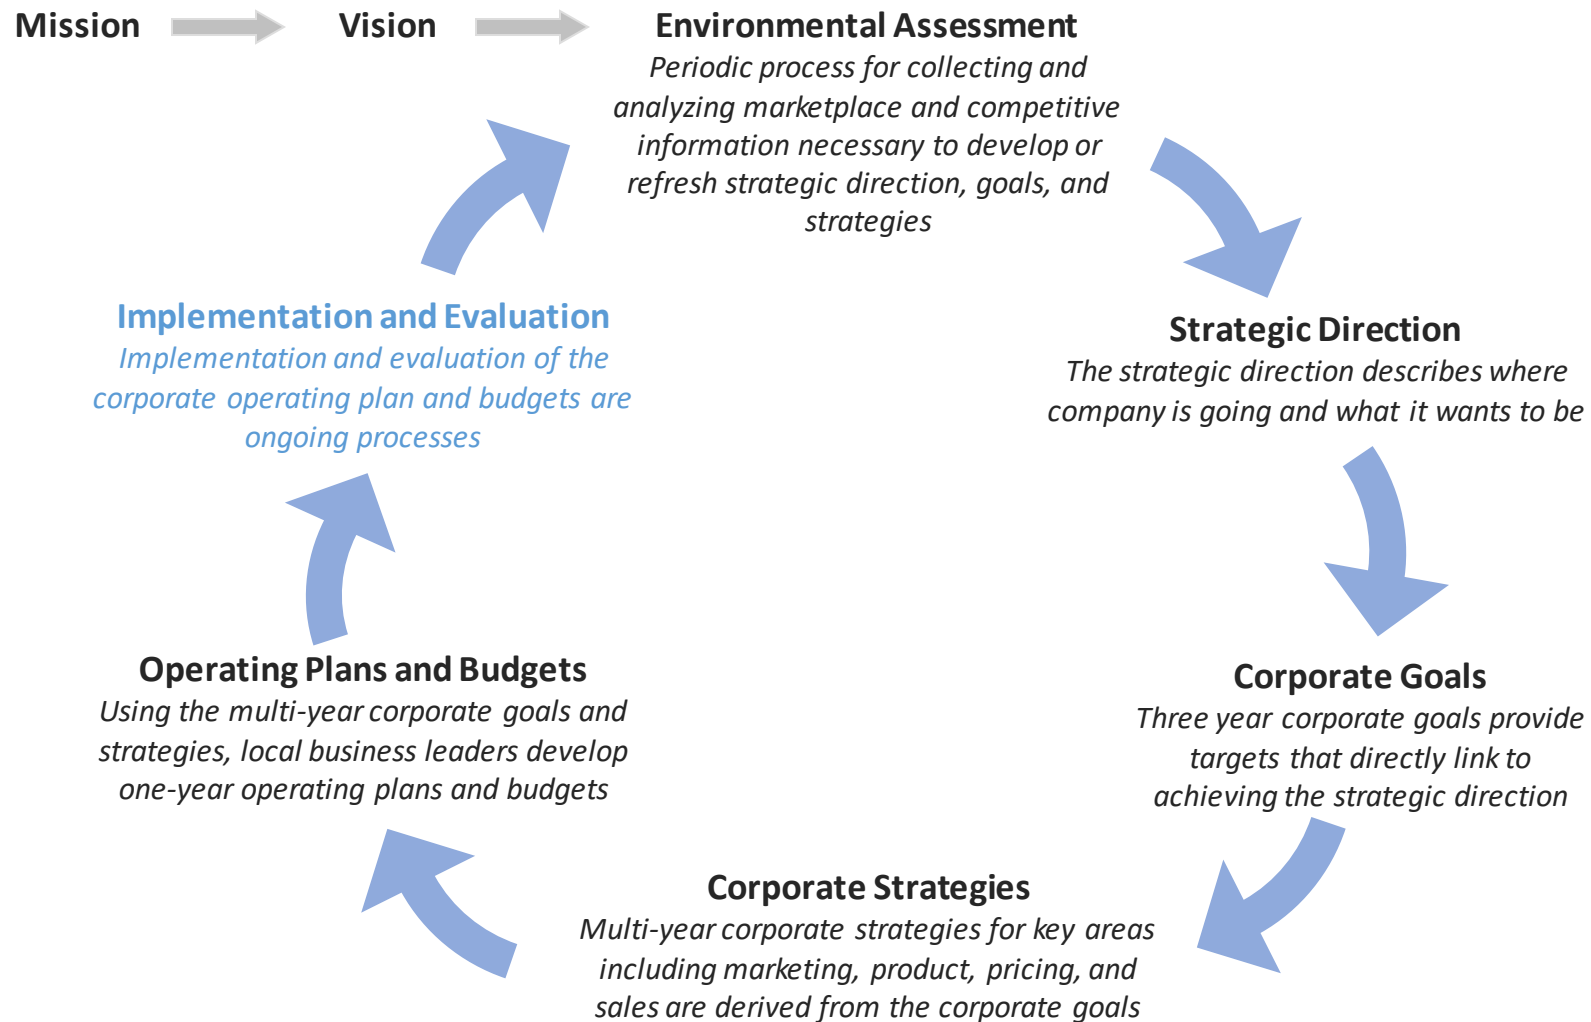 Mission
Vision
Environmental Assessment
Periodic process for collecting and
analyzing marketplace and competitive
information necessary to develop or
refresh strategic direction, goals, and
strategies
Strategic Direction
The strategic direction describes where
company is going and what it wants to be
Corporate Goals
Three year corporate goals provide
targets that directly link to
achieving the strategic direction
Corporate Strategies
Multi-year corporate strategies for key areas
including marketing, product, pricing, and
sales are derived from the corporate goals
Operating Plans and Budgets
Using the multi-year corporate goals and
strategies, local business leaders develop
one-year operating plans and budgets
Implementation and Evaluation
Implementation and evaluation of the
corporate operating plan and budgets are
ongoing processes